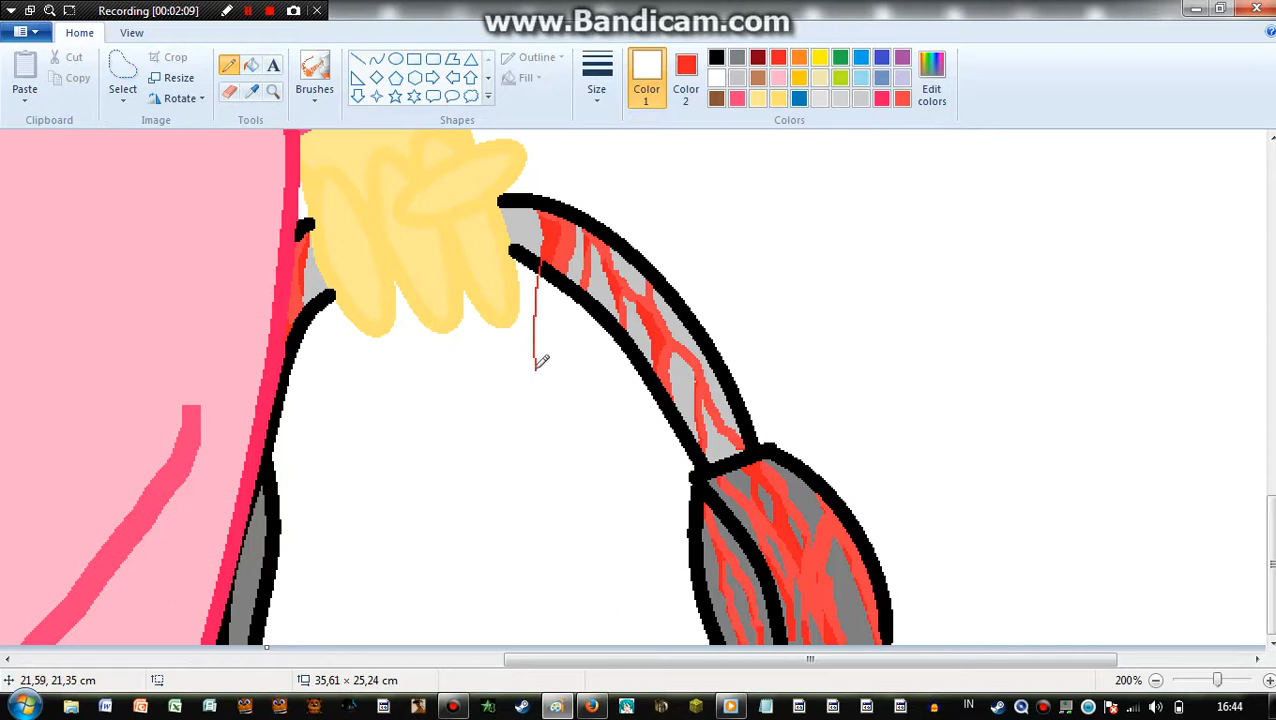 Recording [00:02:09]
www.Bandicam.com
Home View
Paste
Cut
Copy
Clipboard
Select
Crop
Resize
Rotate
Image
A
Tools
Brushes
Outline
Fill
Shapes
Size
Color 1
Color 2
Edit colors
Colors
21,59, 21,35 cm
35,61 × 25,24 cm
200%
IN
16:44